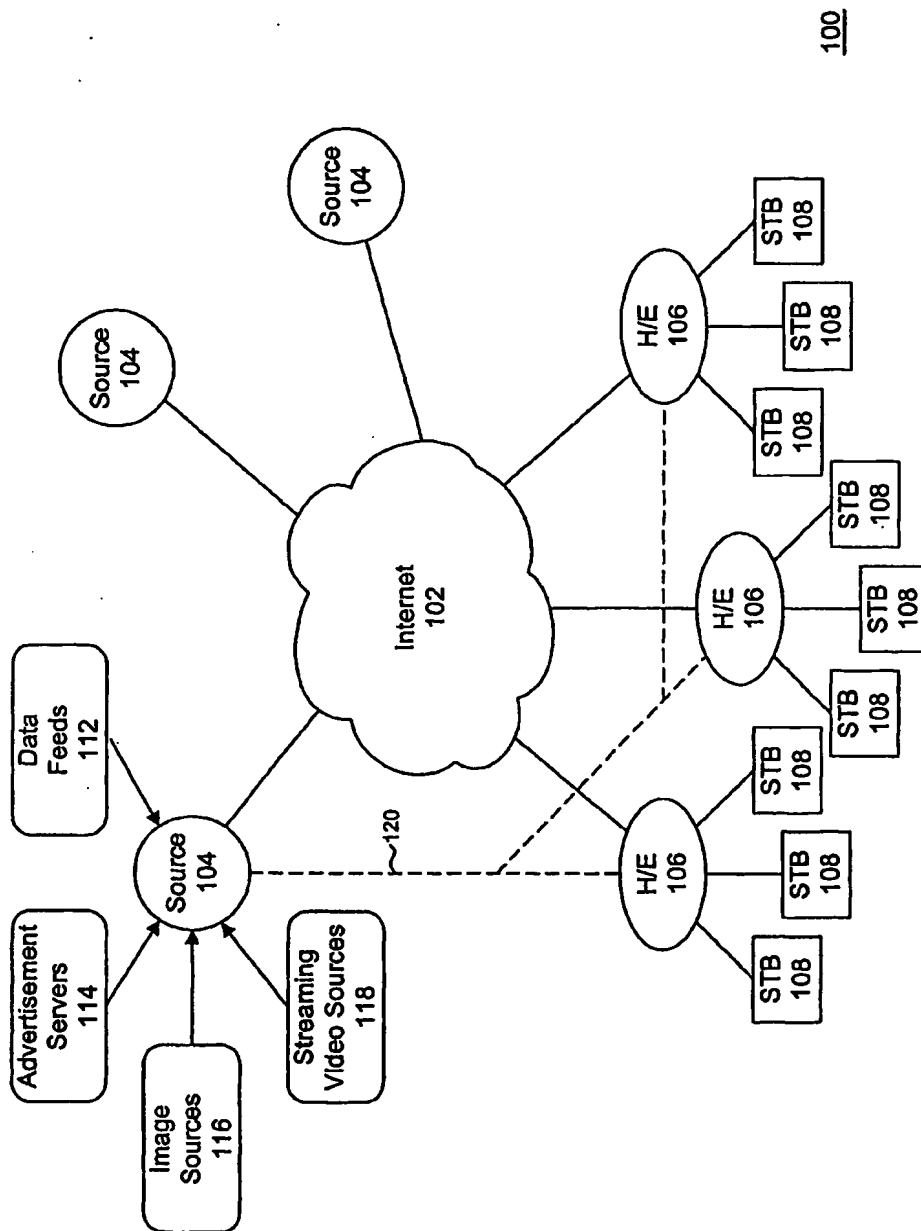 Advertisement
Servers
114
Data
Feeds
112
Image
Sources
116
Streaming
Video Sources
118
Source
104
Source
104
Source
104
Internet
102
120
H/E
106
H/E
106
H/E
106
STB
108
STB
108
STB
108
STB
108
STB
108
STB
108
STB
108
STB
108
STB
108
100